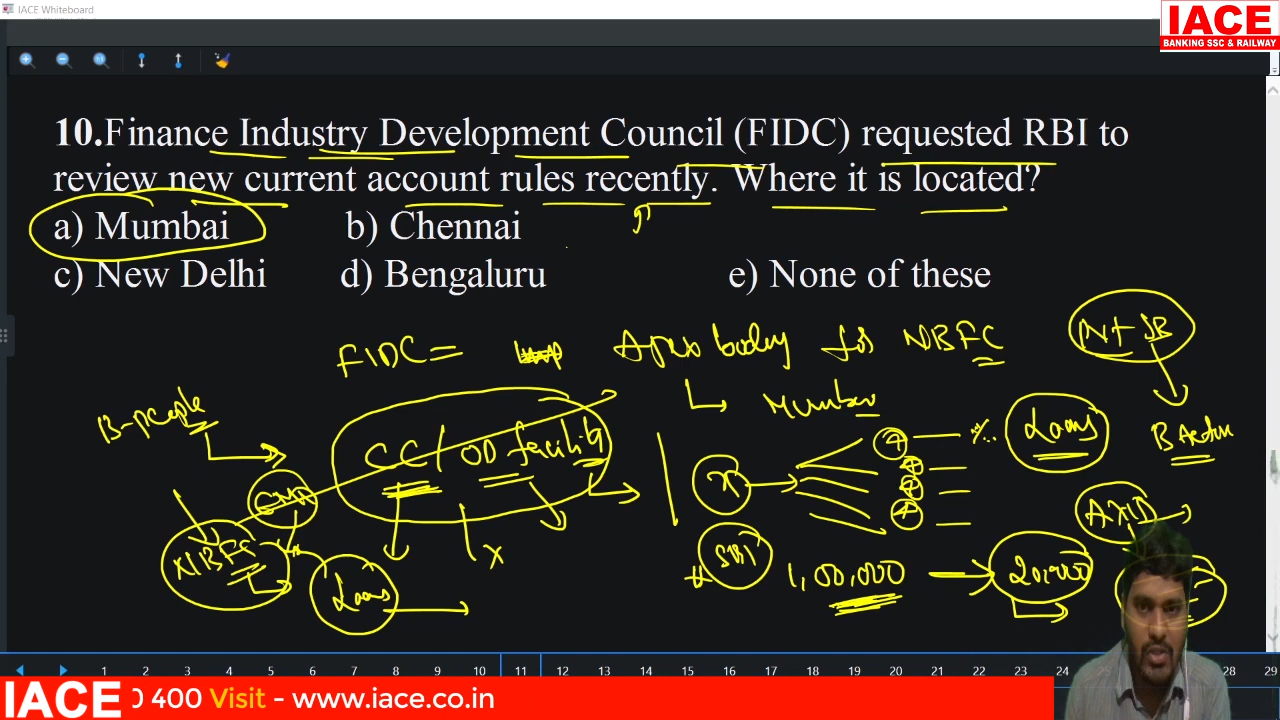 IACE Whiteboard
IACE
BANKING SSC & RAILWAY
10.Finance Industry Development Council (FIDC) requested RBI to
review new current account rules recently. Where it is located?
a) Mumbai b) Chennai
c) New Delhi d) Bengaluru e) None of these
N+SB
FIDC = Apex body for NBFC
B-people Mumbai
CC/ OD facility + % Loans B Action
X + + +
AXIS
NBFC X SBI
Loans 1,00,000 20,000
1 2 3 4 5 6 7 8 9 10 11 12 13 14 15 16 17 18 19 20 21 22 23 24 28 29
IACE 0 400 Visit - www.iace.co.in